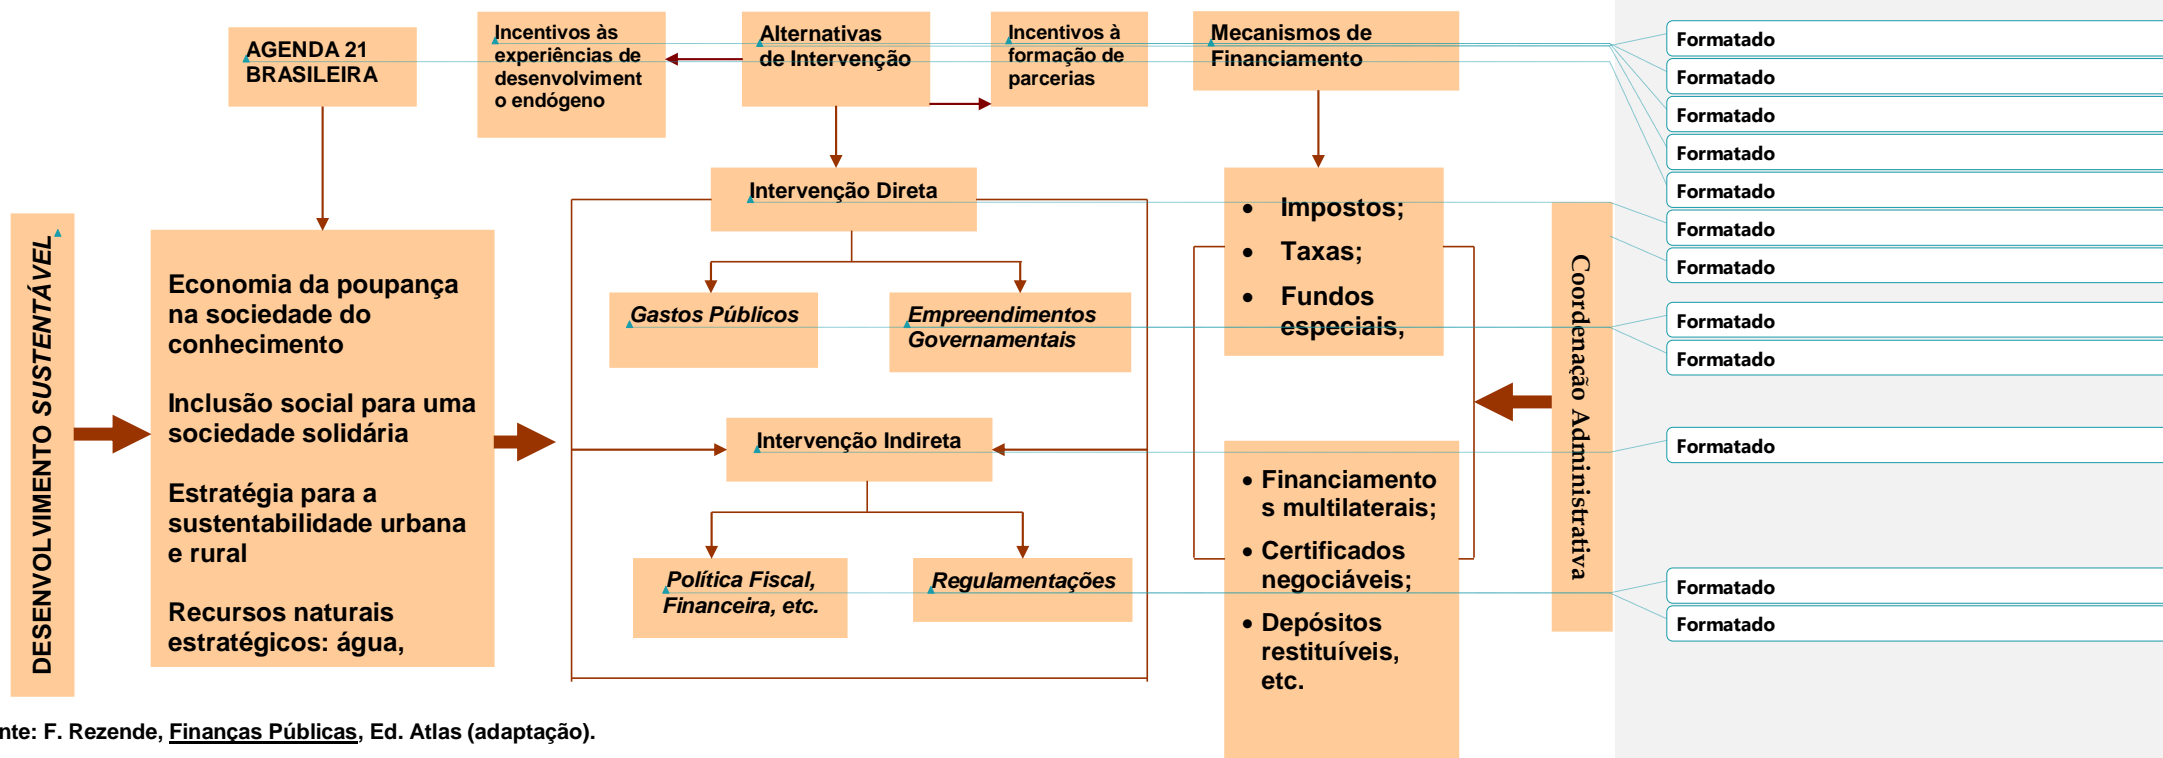 AGENDA 21
BRASILEIRA
Incentivos às
experiências de
desenvolviment
o endógeno
Alternativas
de Intervenção
Incentivos à
formação de
parcerias
Mecanismos de
Financiamento
DESENVOLVIMENTO SUSTENTÁVEL
Economia da poupança
na sociedade do
conhecimento
Inclusão social para uma
sociedade solidária
Estratégia para a
sustentabilidade urbana
e rural
Recursos naturais
estratégicos: água,
Intervenção Direta
Gastos Públicos
Empreendimentos
Governamentais
Intervenção Indireta
Política Fiscal,
Financeira, etc.
Regulamentações
• Impostos;
• Taxas;
• Fundos
especiais,
• Financiamento
s multilaterais;
• Certificados
negociáveis;
• Depósitos
restituíveis,
etc.
Coordenação Administrativa
Formatado
Formatado
Formatado
Formatado
Formatado
Formatado
Formatado
Formatado
Formatado
Formatado
Formatado
Formatado
nte: F. Rezende, Finanças Públicas, Ed. Atlas (adaptação).